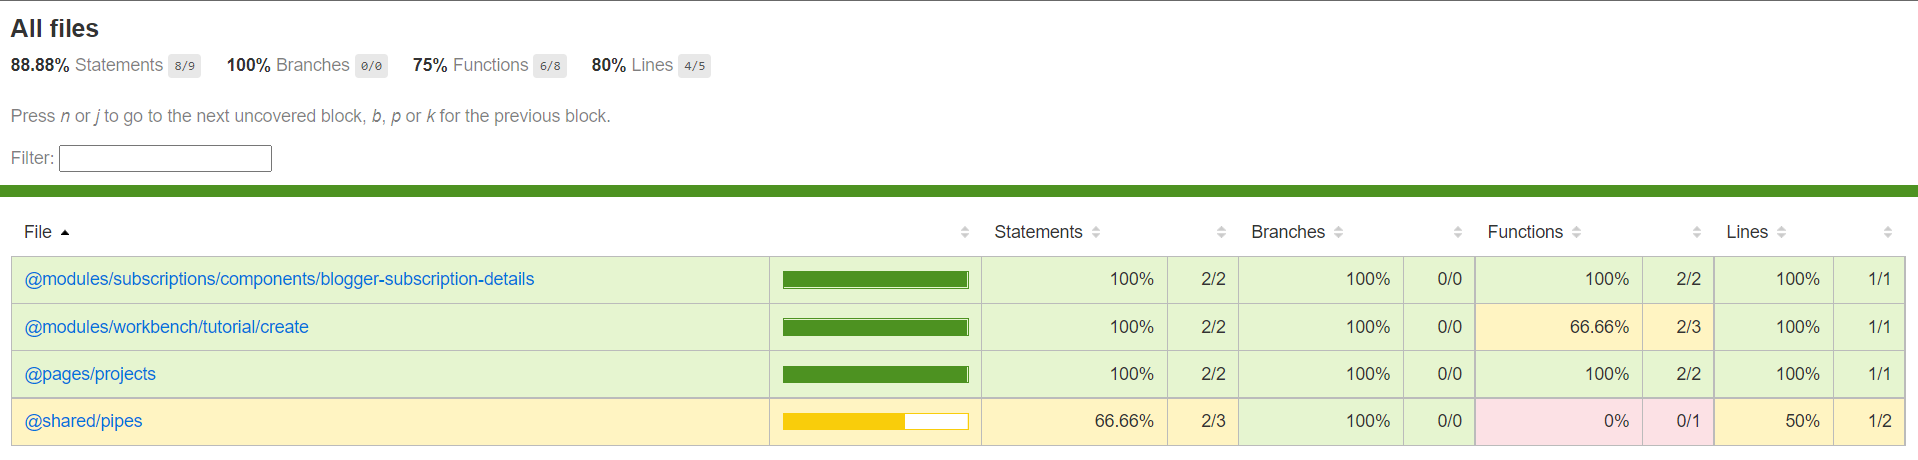 All files
88.88% Statements 8/9 100% Branches 0/0 75% Functions 6/8 80% Lines 4/5
Press n or j to go to the next uncovered block, b, p or k for the previous block.
Filter:
File Statements Branches Functions Lines
@modules/subscriptions/components/blogger-subscription-details 100% 2/2 100% 0/0 100% 2/2 100% 1/1
@modules/workbench/tutorial/create 100% 2/2 100% 0/0 66.66% 2/3 100% 1/1
@pages/projects 100% 2/2 100% 0/0 100% 2/2 100% 1/1
@shared/pipes 66.66% 2/3 100% 0/0 0% 0/1 50% 1/2